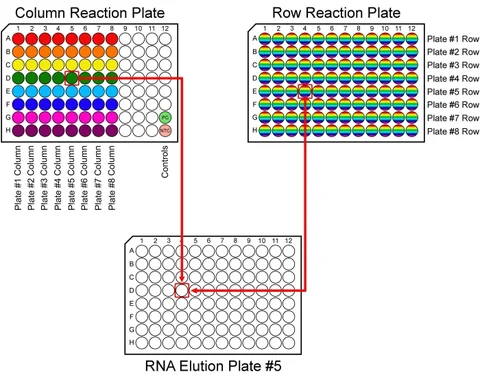 Column Reaction Plate
1 2 3 4 5 6 7 8 9 10 11 12
A
B
C
D
E
F
G PC
H NTC
Plate #1 Column
Plate #2 Column
Plate #3 Column
Plate #4 Column
Plate #5 Column
Plate #6 Column
Plate #7 Column
Plate #8 Column
Controls
Row Reaction Plate
1 2 3 4 5 6 7 8 9 10 11 12
A Plate #1 Row
B Plate #2 Row
C Plate #3 Row
D Plate #4 Row
E Plate #5 Row
F Plate #6 Row
G Plate #7 Row
H Plate #8 Row
1 2 3 4 5 6 7 8 9 10 11 12
A
B
C
D
E
F
G
H
RNA Elution Plate #5